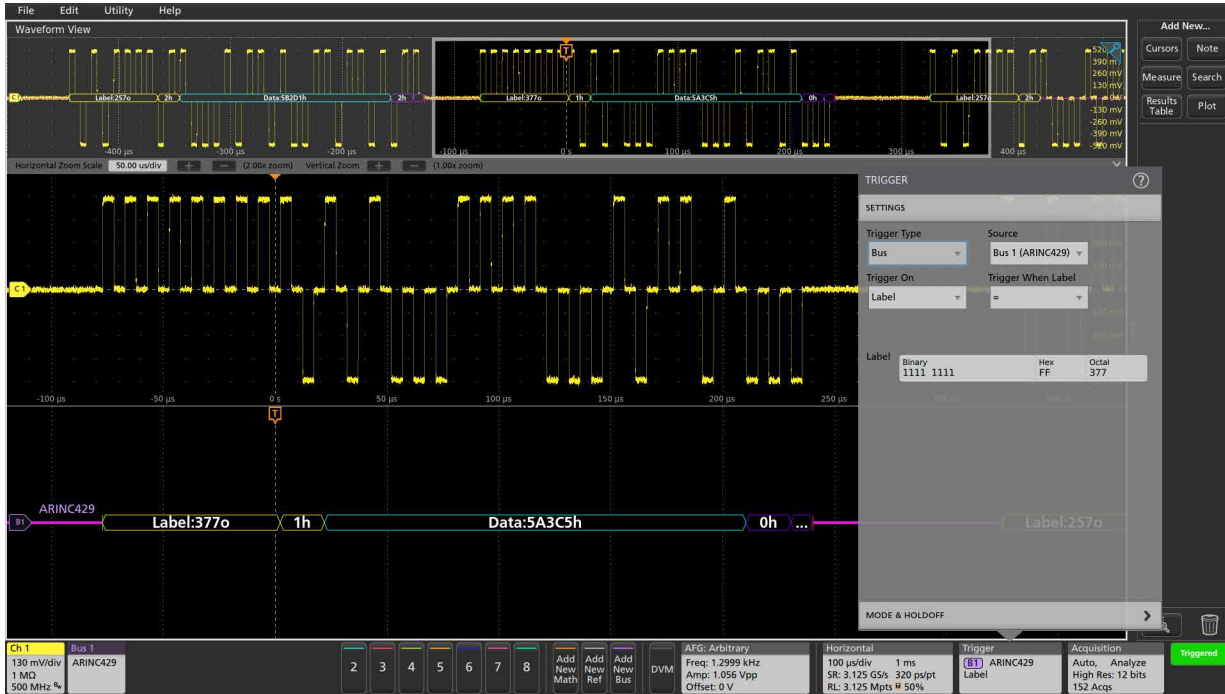 File Edit Utility Help
Waveform View
Add New...
Cursors Note
Measure Search
Results Table Plot
520 mV
390 mV
260 mV
130 mV
0 V
-130 mV
-260 mV
-390 mV
-520 mV
C
Label:257o 2h Data:5B2D1h 2h Label:377o 1h Data:5A3C5h 0h Label:257o 2h
T
-400 µs -300 µs -200 µs -100 µs 0 s 100 µs 200 µs 300 µs 400 µs
Horizontal Zoom Scale 50.00 us/div + - (2.00x zoom) Vertical Zoom + - (1.00x zoom)
C 1
-100 µs -50 µs 0 s 50 µs 100 µs 150 µs 200 µs 250 µs
T
TRIGGER ?
SETTINGS
Trigger Type Source
Bus Bus 1 (ARINC429)
Trigger On Trigger When Label
Label =
Label Binary Hex Octal
1111 1111 FF 377
MODE & HOLDOFF
ARINC429
B1 Label:377o 1h Data:5A3C5h 0h ... Label:257o
Ch 1
130 mV/div
1 MΩ
500 MHz Bw
Bus 1
ARINC429
2 3 4 5 6 7 8
Add New Math
Add New Ref
Add New Bus
DVM
AFG: Arbitrary
Freq: 1.2999 kHz
Amp: 1.056 Vpp
Offset: 0 V
Horizontal
100 µs/div 1 ms
SR: 3.125 GS/s 320 ps/pt
RL: 3.125 Mpts 50%
Trigger
B1 ARINC429
Label
Acquisition
Auto, Analyze
High Res: 12 bits
152 Acqs
Triggered